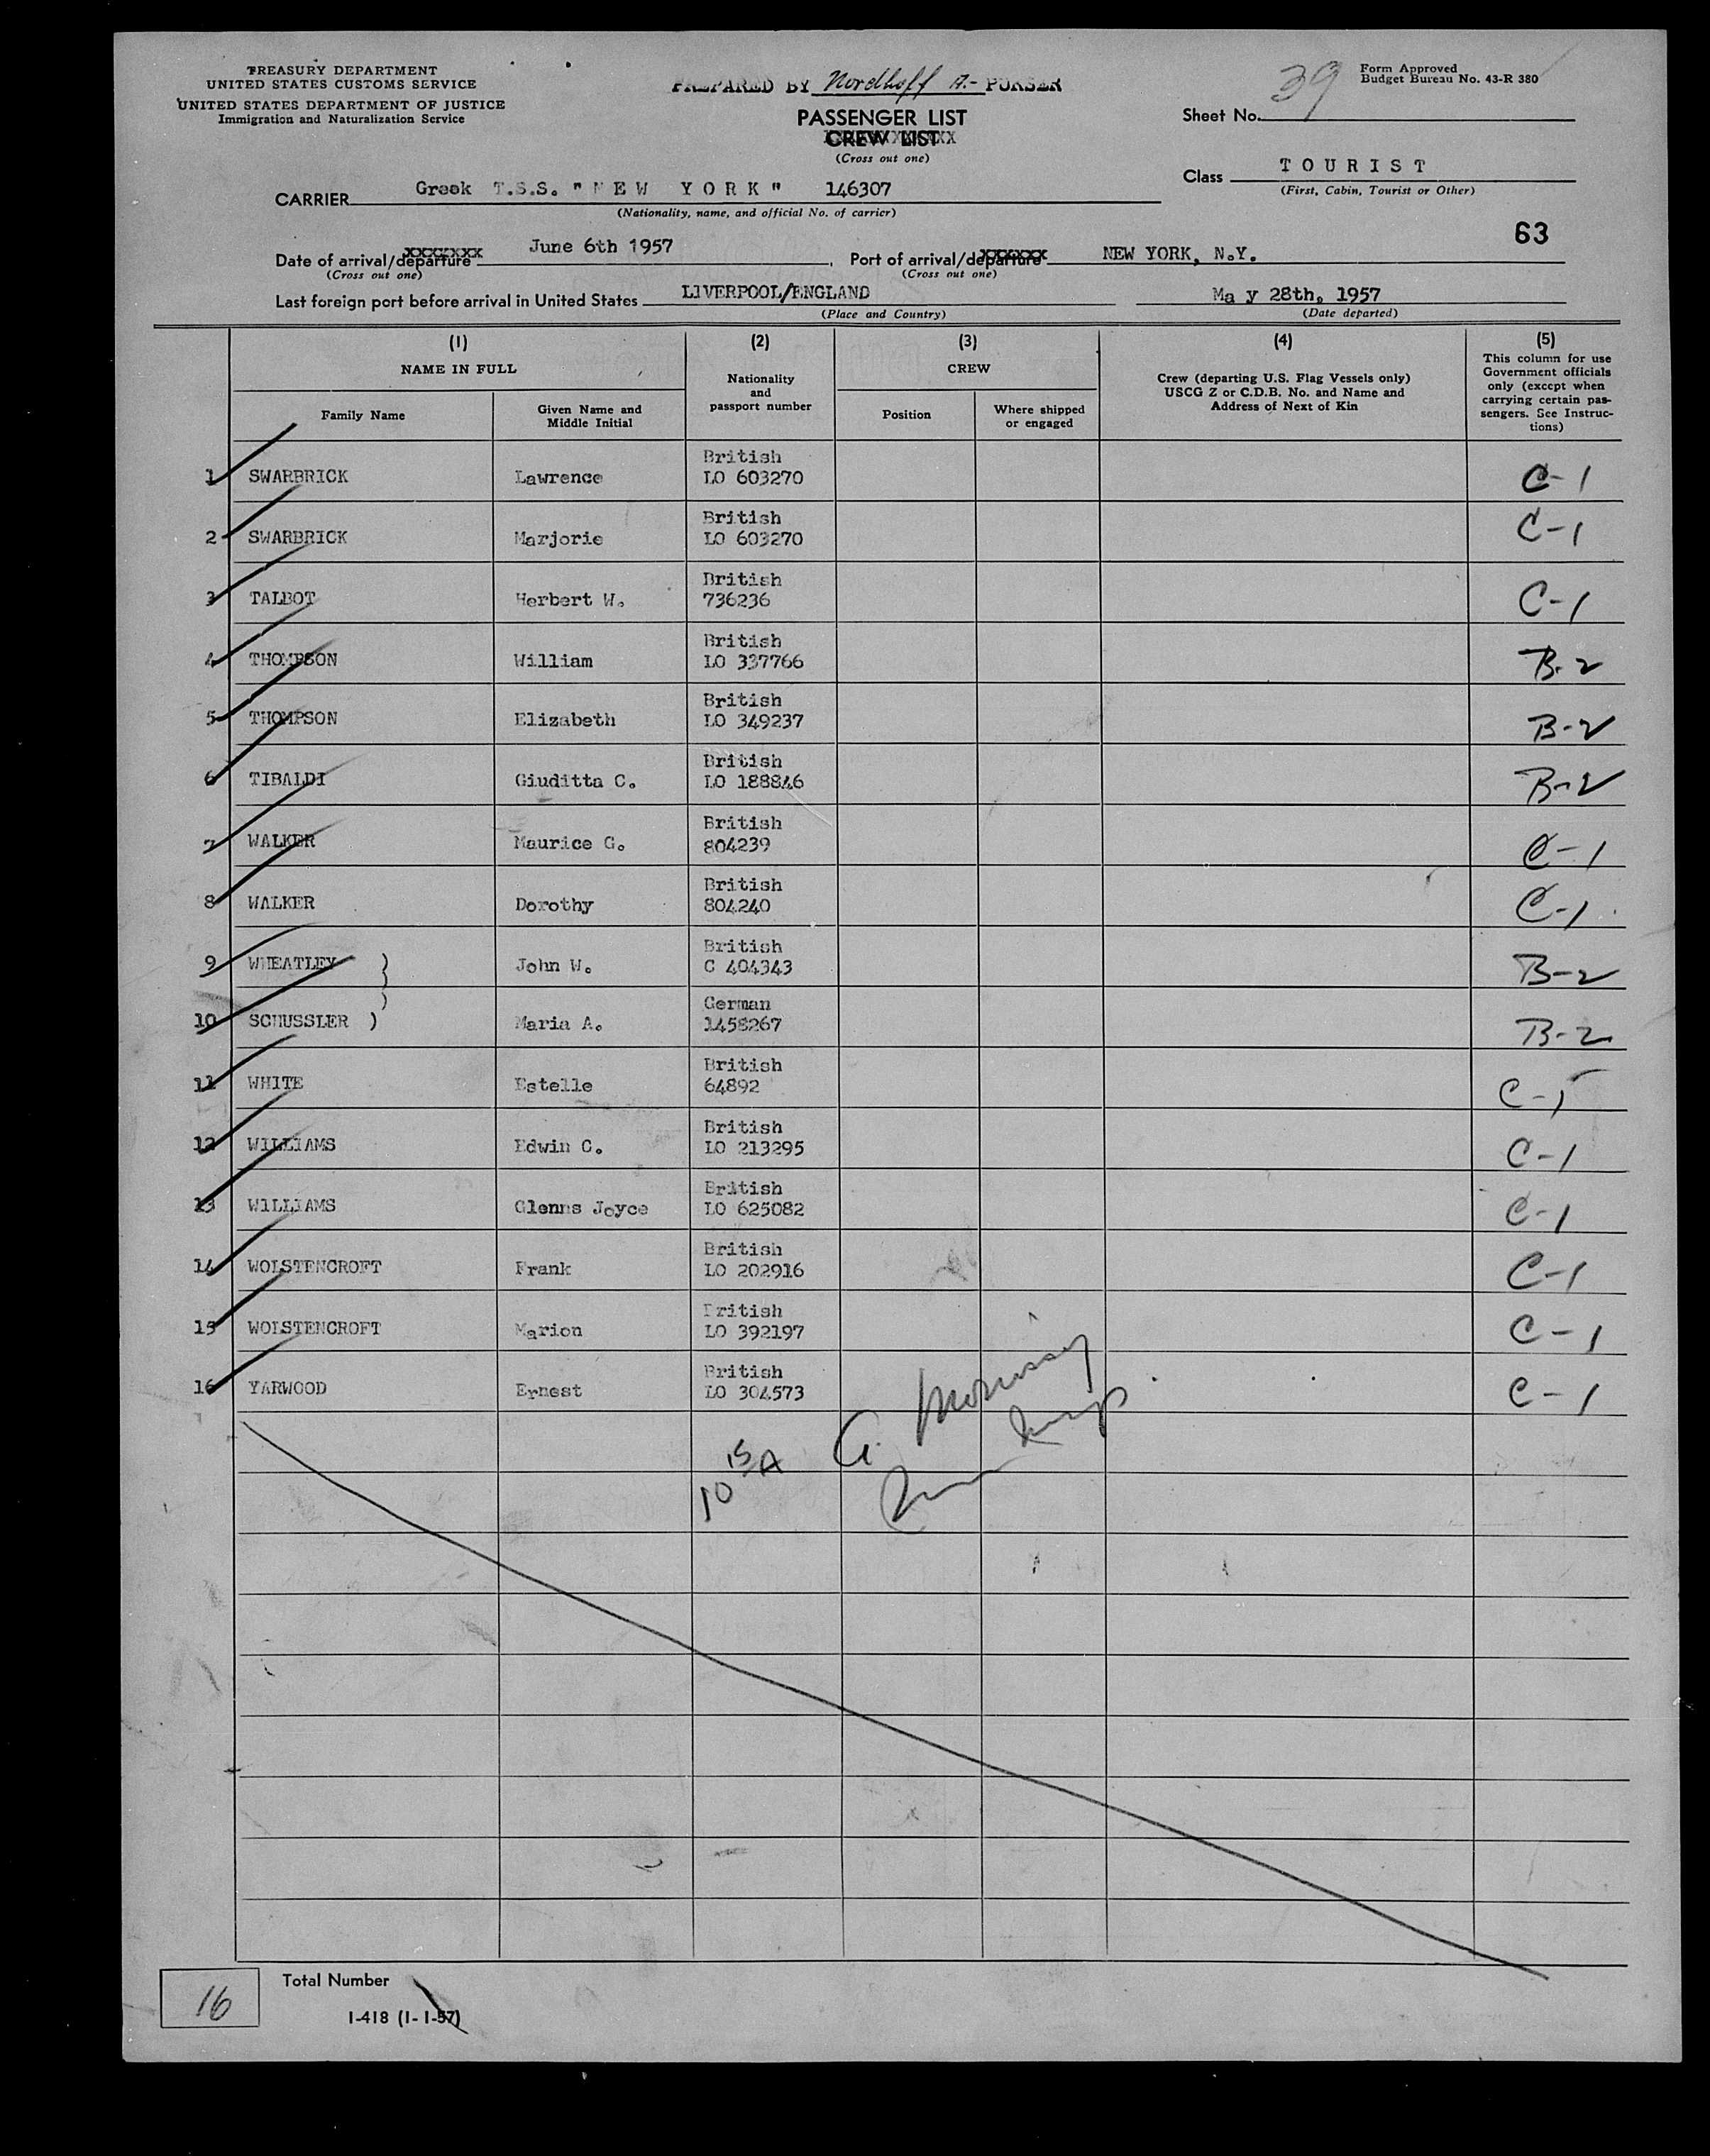 TREASURY DEPARTMENT
UNITED STATES CUSTOMS SERVICE
UNITED STATES DEPARTMENT OF JUSTICE
Immigration and Naturalization Service
PREPARED BY Nordhoff A.- PURSER
PASSENGER LIST
CREW LIST
(Cross out one)
39
Form Approved
Budget Bureau No. 43-R 380
Sheet No.
Class TOURIST
(First, Cabin, Tourist or Other)
CARRIER Greek T.S.S. "NEW YORK" 146307
(Nationality, name, and official No. of carrier)
63
Date of arrival/departure June 6th 1957, Port of arrival/departure NEW YORK, N.Y.
(Cross out one) (Cross out one)
Last foreign port before arrival in United States LIVERPOOL/ENGLAND Ma y 28th, 1957
(Place and Country) (Date departed)
(1) (2) (3) (4) (5)
NAME IN FULL
Family Name
Given Name and
Middle Initial
Nationality
and
passport number
CREW
Position
Where shipped
or engaged
Crew (departing U.S. Flag Vessels only)
USCG Z or C.D.B. No. and Name and
Address of Next of Kin
This column for use
Government officials
only (except when
carrying certain pas-
sengers. See Instruc-
tions)
British
1 SWARBRICK Lawrence LO 603270 C-1
British
2 SWARBRICK Marjorie LO 603270 C-1
British
3 TALBOT Herbert W. 736236 C-1
British
4 THOMPSON William LO 337766 B-2
British
5 THOMPSON Elizabeth LO 349237 B-2
British
6 TIBALDI Giuditta C. LO 188846 B-2
British
7 WALKER Maurice G. 804239 C-1
British
8 WALKER Dorothy 804240 C-1
British
9 WHEATLEY ) John W. C 404343 B-2
German
10 SCHUSSLER ) Maria A. 1458267 B-2
British
11 WHITE Estelle 64892 C-1
British
12 WILLIAMS Edwin C. LO 213295 C-1
British
13 WILLIAMS Glenns Joyce LO 625082 C-1
British
14 WOLSTENCROFT Frank LO 202916 C-1
British
15 WOLSTENCROFT Marion LO 392197 C-1
British
16 YARWOOD Ernest LO 304573 C-1
10 15/A
16
Total Number
I-418 (1-1-57)